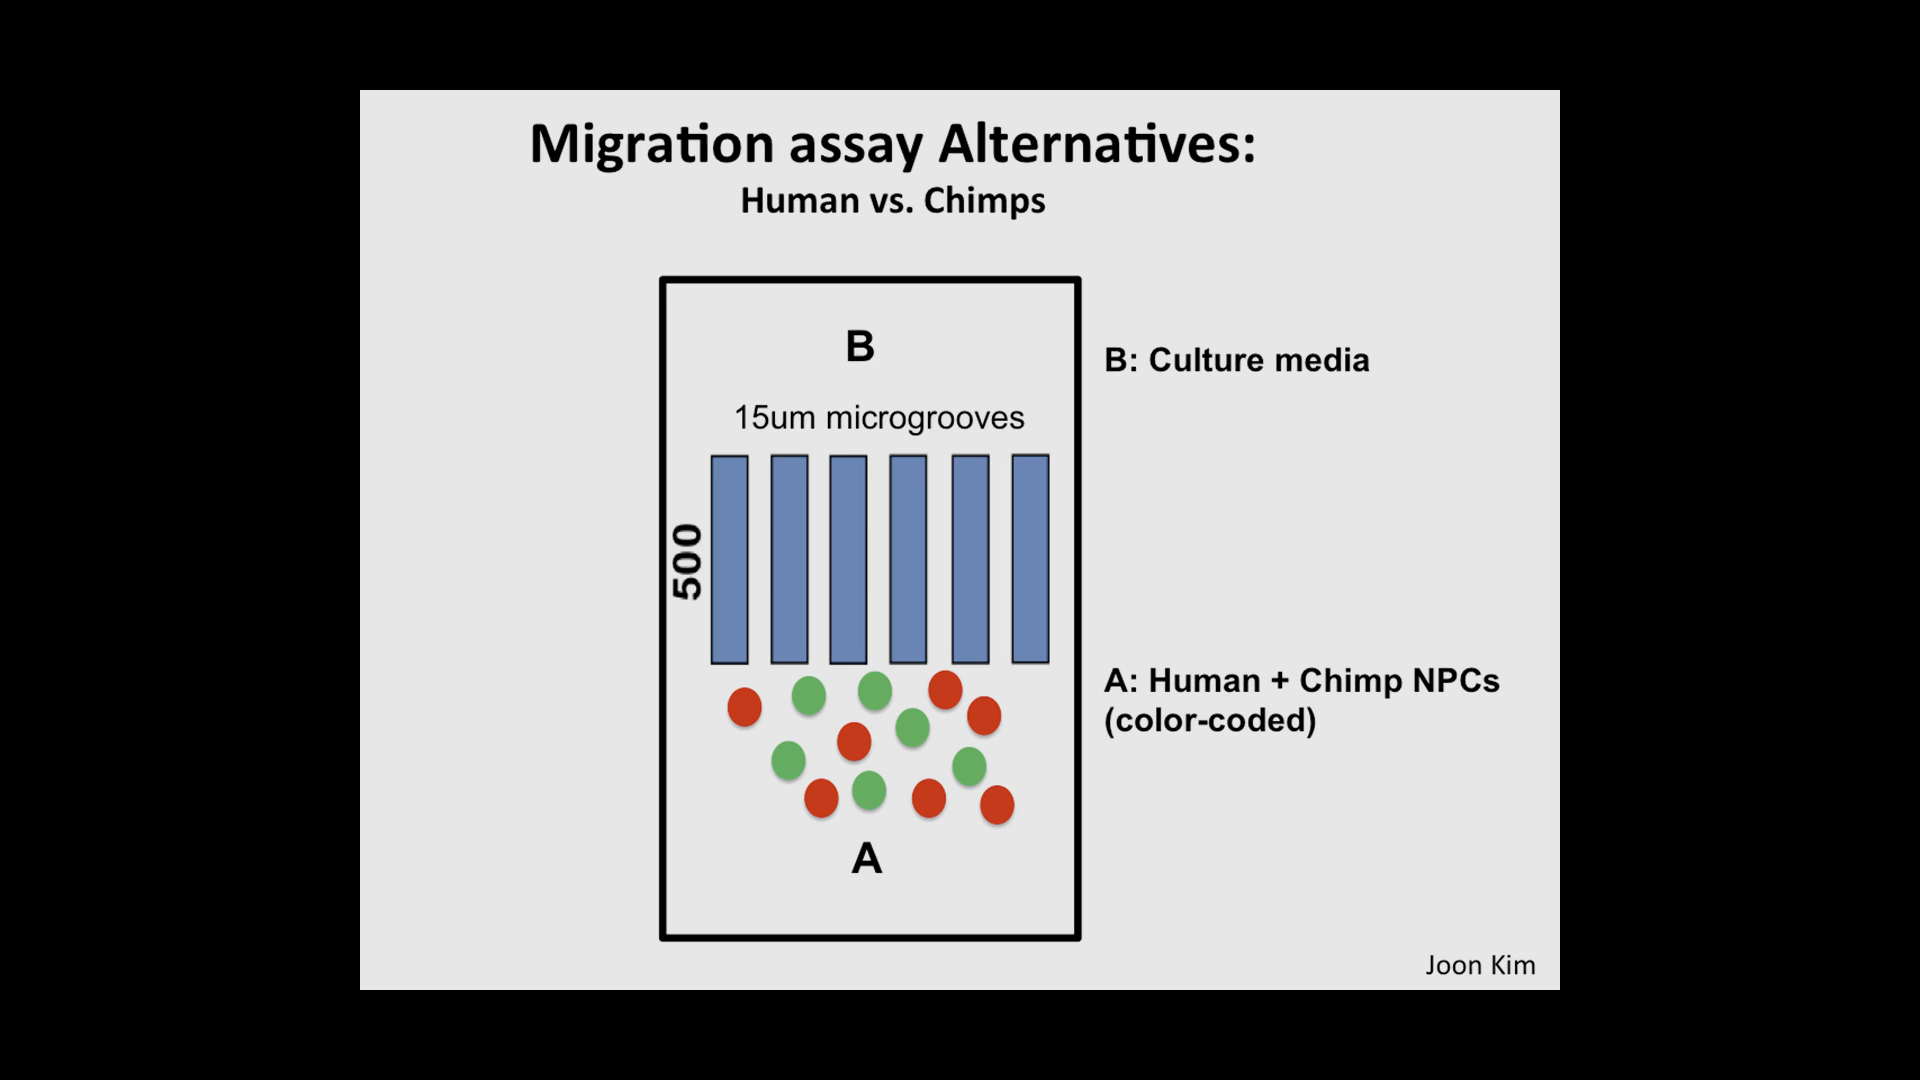 Migration assay Alternatives:
Human vs. Chimps
B
B: Culture media
15um microgrooves
500
A: Human + Chimp NPCs
(color-coded)
A
Joon Kim